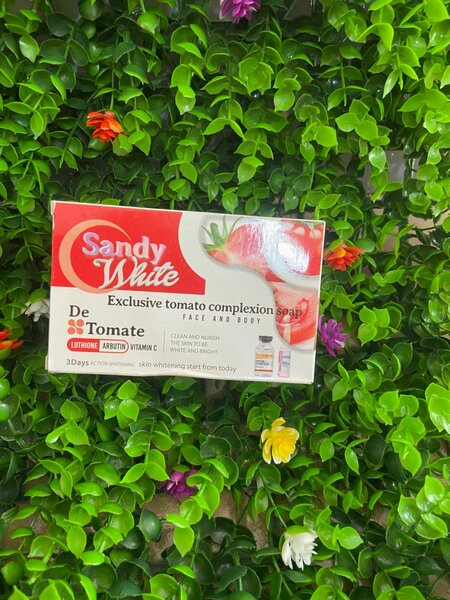 Sandy
White
Exclusive tomato complexion soap
FACE AND BODY
De
Tomate
LUTHIONE ARBUTIN VITAMIN C
CLEAN AND NURISH
THE SKIN TO BE
WHITE AND BRIGHT.
3Days ACTION WHITENING skin whitening start from today